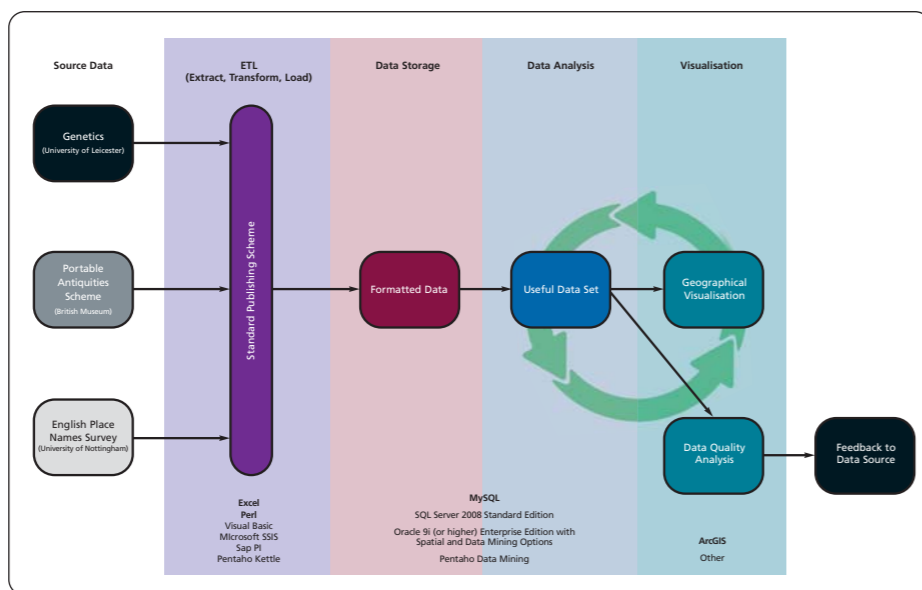 Source Data
ETL
(Extract, Transform, Load)
Data Storage
Data Analysis
Visualisation
Genetics
(University of Leicester)
Portable
Antiquities
Scheme
(British Museum)
English Place
Names Survey
(University of Nottingham)
Standard Publishing Scheme
Formatted Data
Useful Data Set
Geographical
Visualisation
Data Quality
Analysis
Feedback to
Data Source
Excel
Perl
Visual Basic
MIcrosoft SSIS
Sap PI
Pentaho Kettle
MySQL
SQL Server 2008 Standard Edition
Oracle 9i (or higher) Enterprise Edition with
Spatial and Data Mining Options
Pentaho Data Mining
ArcGIS
Other